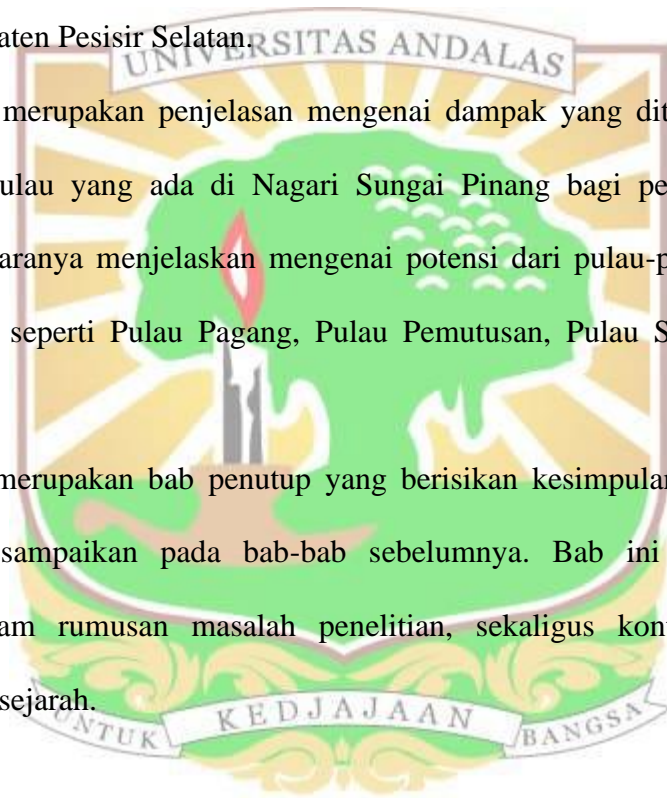 aten Pesisir Selatan.
UNIVERSITAS ANDALAS
merupakan penjelasan mengenai dampak yang dit
ulau yang ada di Nagari Sungai Pinang bagi pe
aranya menjelaskan mengenai potensi dari pulau-p
seperti Pulau Pagang, Pulau Pemutusan, Pulau S
merupakan bab penutup yang berisikan kesimpulan
sampaikan pada bab-bab sebelumnya. Bab ini
am rumusan masalah penelitian, sekaligus kon
sejarah.
UNTUK KEDJAJAAN BANGSA